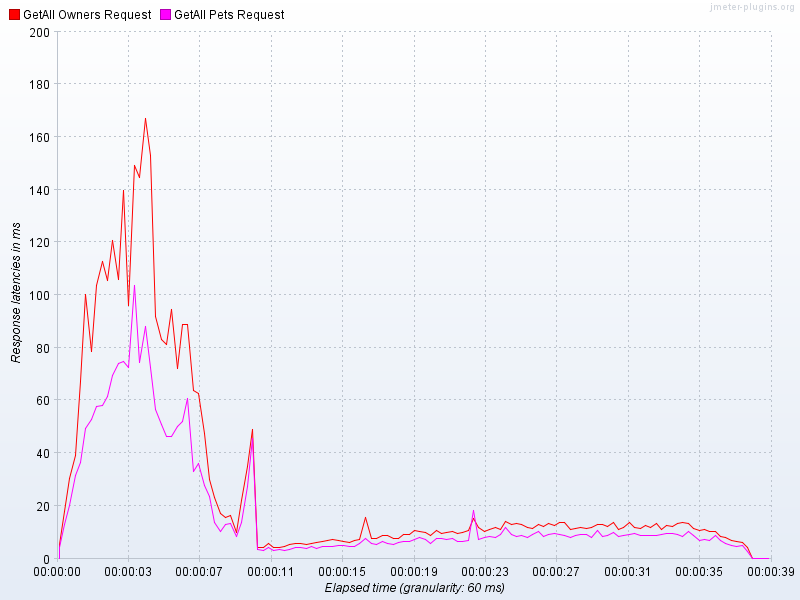 jmeter-plugins.org
GetAll Owners Request GetAll Pets Request
200
180
160
140
120
100
80
60
40
20
0
Response latencies in ms
00:00:00 00:00:03 00:00:07 00:00:11 00:00:15 00:00:19 00:00:23 00:00:27 00:00:31 00:00:35 00:00:39
Elapsed time (granularity: 60 ms)